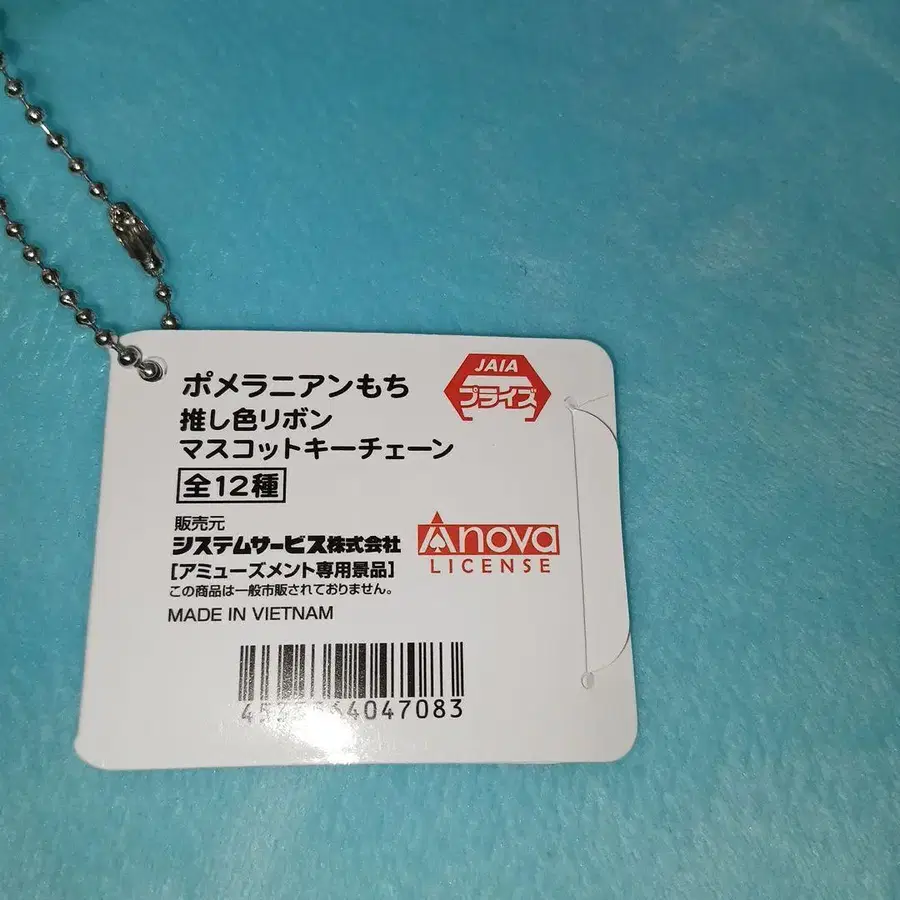 ポメラニアンもち
推し色リボン
マスコットキーチェーン
全12種
JAIA
プライズ
販売元
システムサービス株式会社
[アミューズメント専用景品]
この商品は一般市販されておりません。
MADE IN VIETNAM
nova
LICENSE